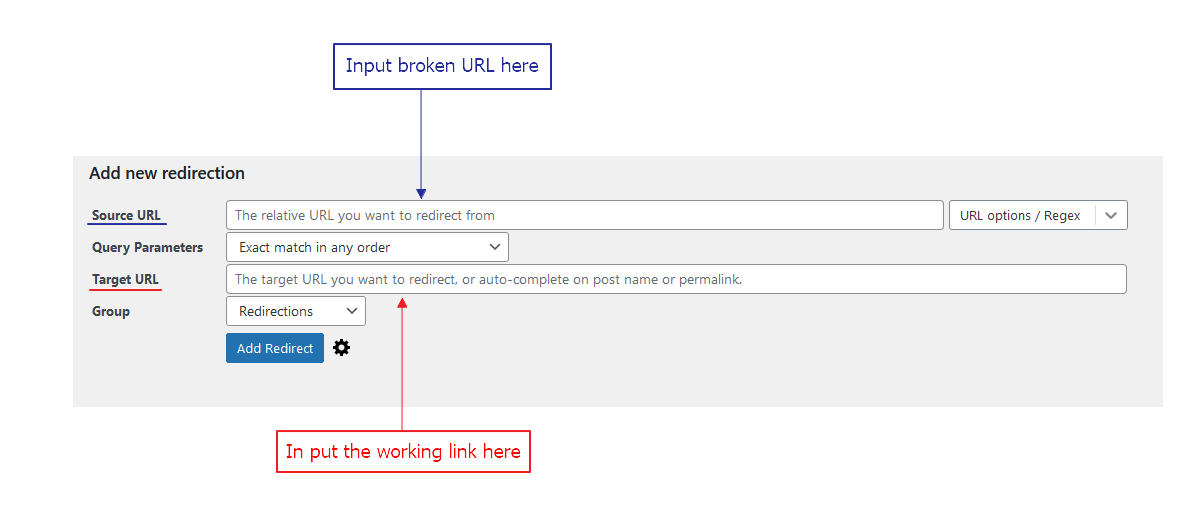 Input broken URL here
Add new redirection
Source URL The relative URL you want to redirect from URL options / Regex
Query Parameters Exact match in any order
Target URL The target URL you want to redirect, or auto-complete on post name or permalink.
Group Redirections
Add Redirect
In put the working link here